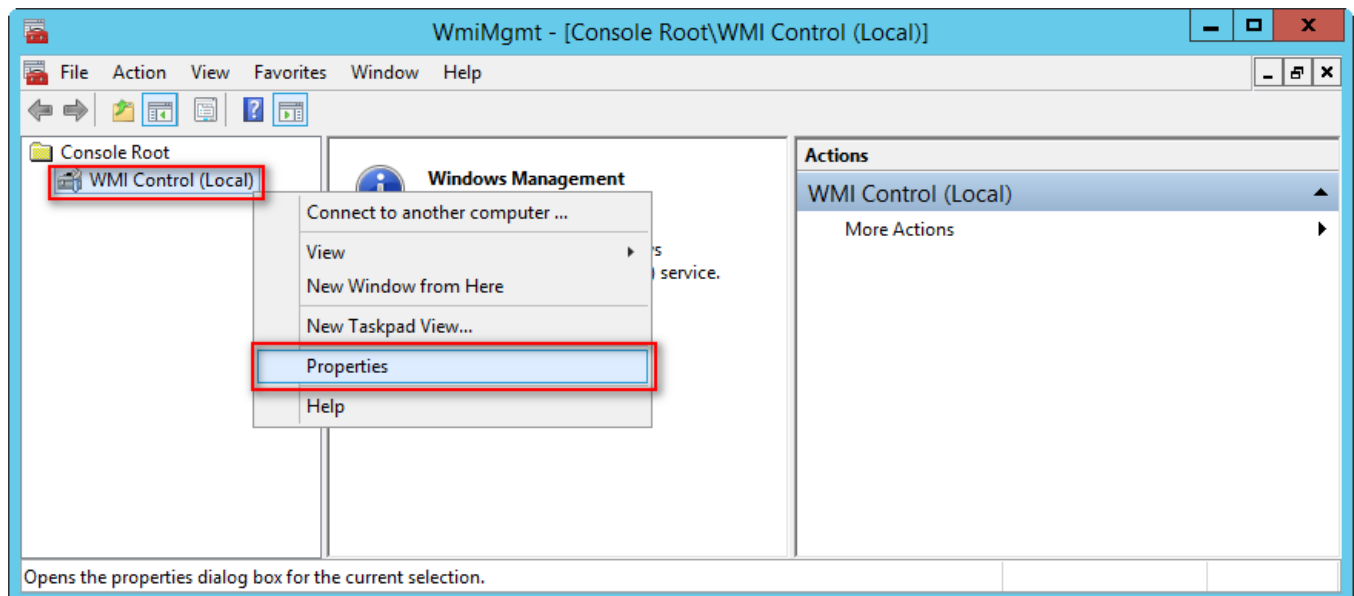 WmiMgmt - [Console Root\WMI Control (Local)]
File Action View Favorites Window Help
Console Root
WMI Control (Local)
Windows Management
service.
Connect to another computer ...
View
New Window from Here
New Taskpad View...
Properties
Help
Actions
WMI Control (Local)
More Actions
Opens the properties dialog box for the current selection.